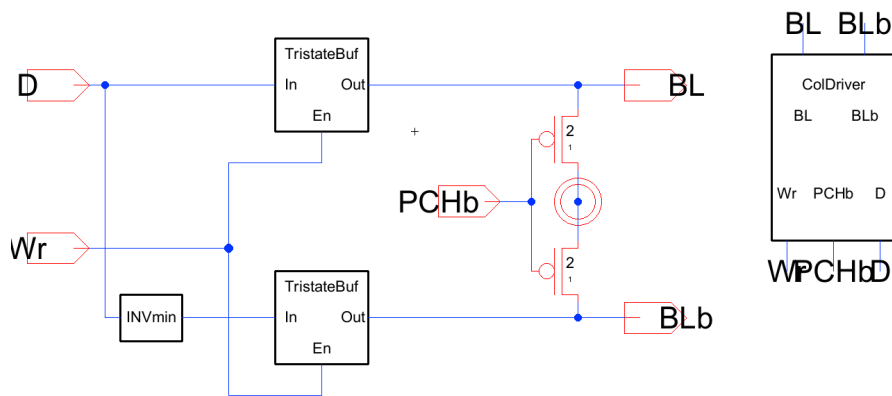 BL BLb
TristateBuf
ColDriver
D
In Out
BL
BL BLb
En
2
1
PCHb
Wr PCHb D
Wr
2
1
Wr PCHb D
TristateBuf
INVmin
In Out
BLb
En